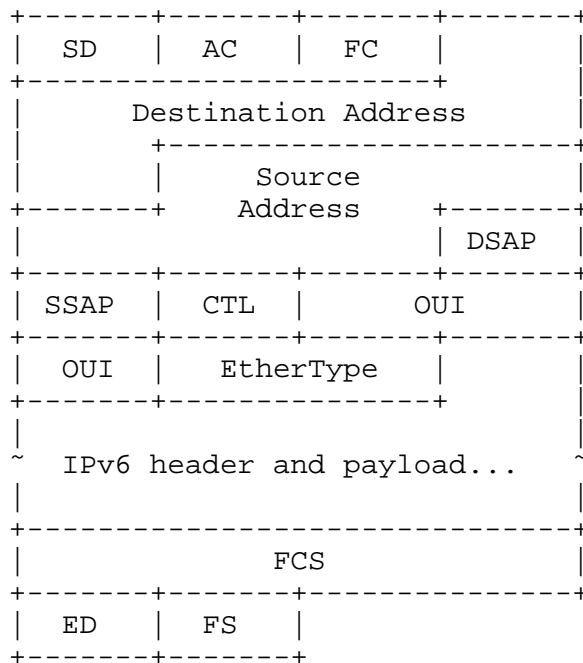 SD AC FC
Destination Address
Source
Address
DSAP
SSAP CTL OUI
OUI EtherType
IPv6 header and payload...
FCS
ED FS